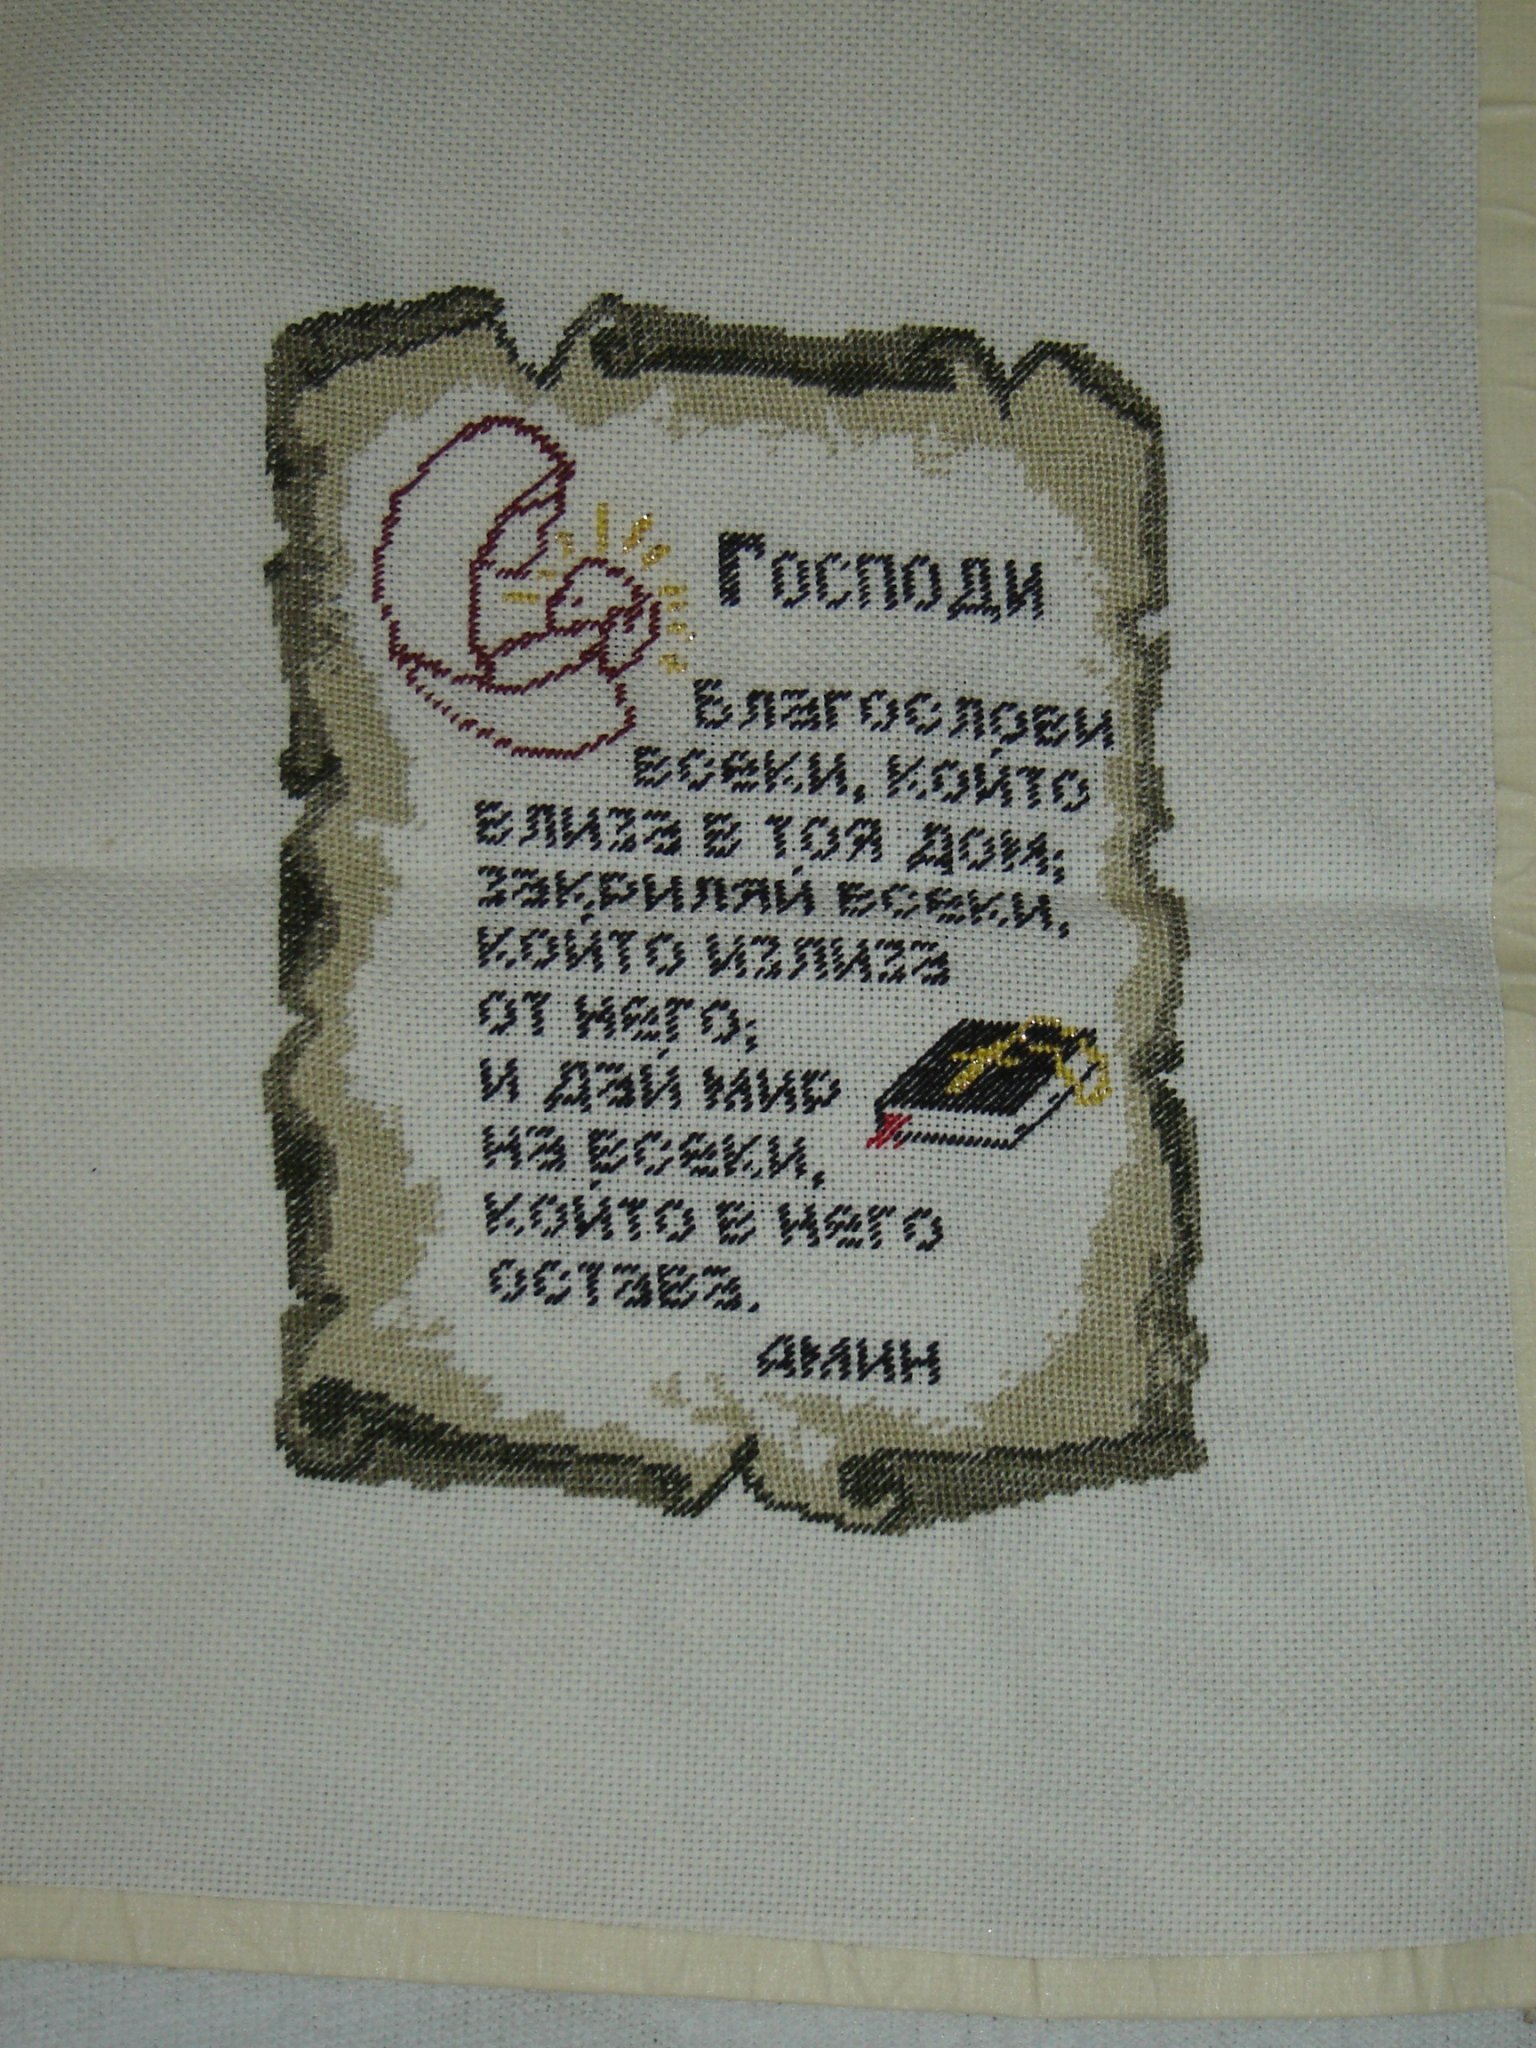 Господи
Благослови
всеки, който
влиза в тоя дом;
закриляй всеки,
който излиза
от него;
и дай мир
на всеки,
който в него
остава.
Амин